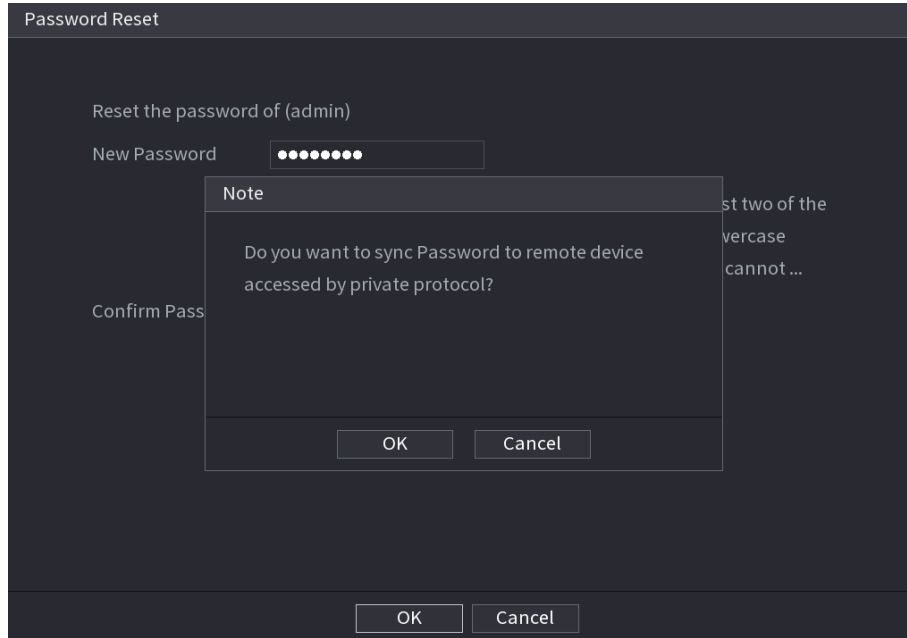 Password Reset
Reset the password of (admin)
New Password
Note
st two of the
Do you want to sync Password to remote device
accessed by private protocol?
cannot ...
Confirm Pass
OK Cancel
OK Cancel